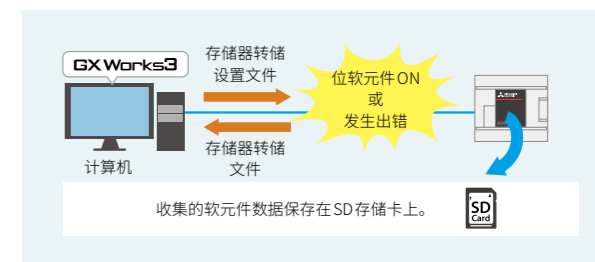 存储器转储
设置文件
GX Works3
位软元件ON
或
发生出错
存储器转储
文件
计算机
收集的软元件数据保存在SD存储卡上。
SD
Card